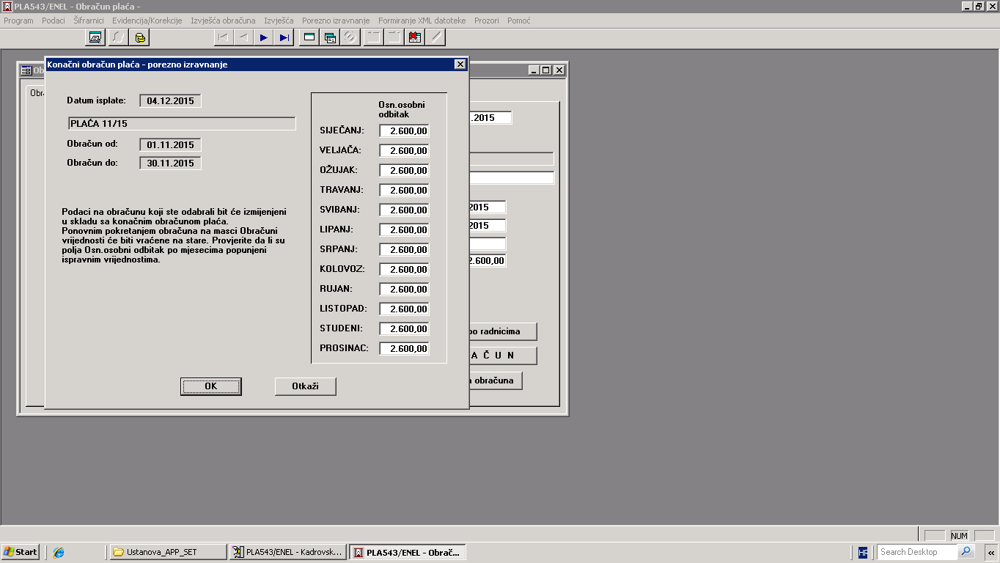 PLA543/ENEL - Obračun plaća -
Program Podaci Šifrarnici Evidencija/Korekcije Izvješća obračuna Izvješća Porezno izravnanje Formiranje XML datoteke Prozori Pomoć
Konačni obračun plaća - porezno izravnanje
Datum isplate: 04.12.2015
PLAĆA 11/15
Obračun od: 01.11.2015
Obračun do: 30.11.2015
Podaci na obračunu koji ste odabrali bit će izmijenjeni
u skladu sa konačnim obračunom plaća.
Ponovnim pokretanjem obračuna na masci Obračuni
vrijednosti će biti vraćene na stare. Provjerite da li su
polja Osn.osobni odbitak po mjesecima popunjeni
ispravnim vrijednostima.
Osn.osobni
odbitak
SIJEČANJ: 2.600,00
VELJAČA: 2.600,00
OŽUJAK: 2.600,00
TRAVANJ: 2.600,00
SVIBANJ: 2.600,00
LIPANJ: 2.600,00
SRPANJ: 2.600,00
KOLOVOZ: 2.600,00
RUJAN: 2.600,00
LISTOPAD: 2.600,00
STUDENI: 2.600,00
PROSINAC: 2.600,00
OK Otkaži
Ob
Obra
.2015
2015
2015
2.600,00
po radnicima
A Č U N
obračuna
NUM
Start Ustanova_APP_SET PLA543/ENEL - Kadrovsk... PLA543/ENEL - Obrač... HR Search Desktop «